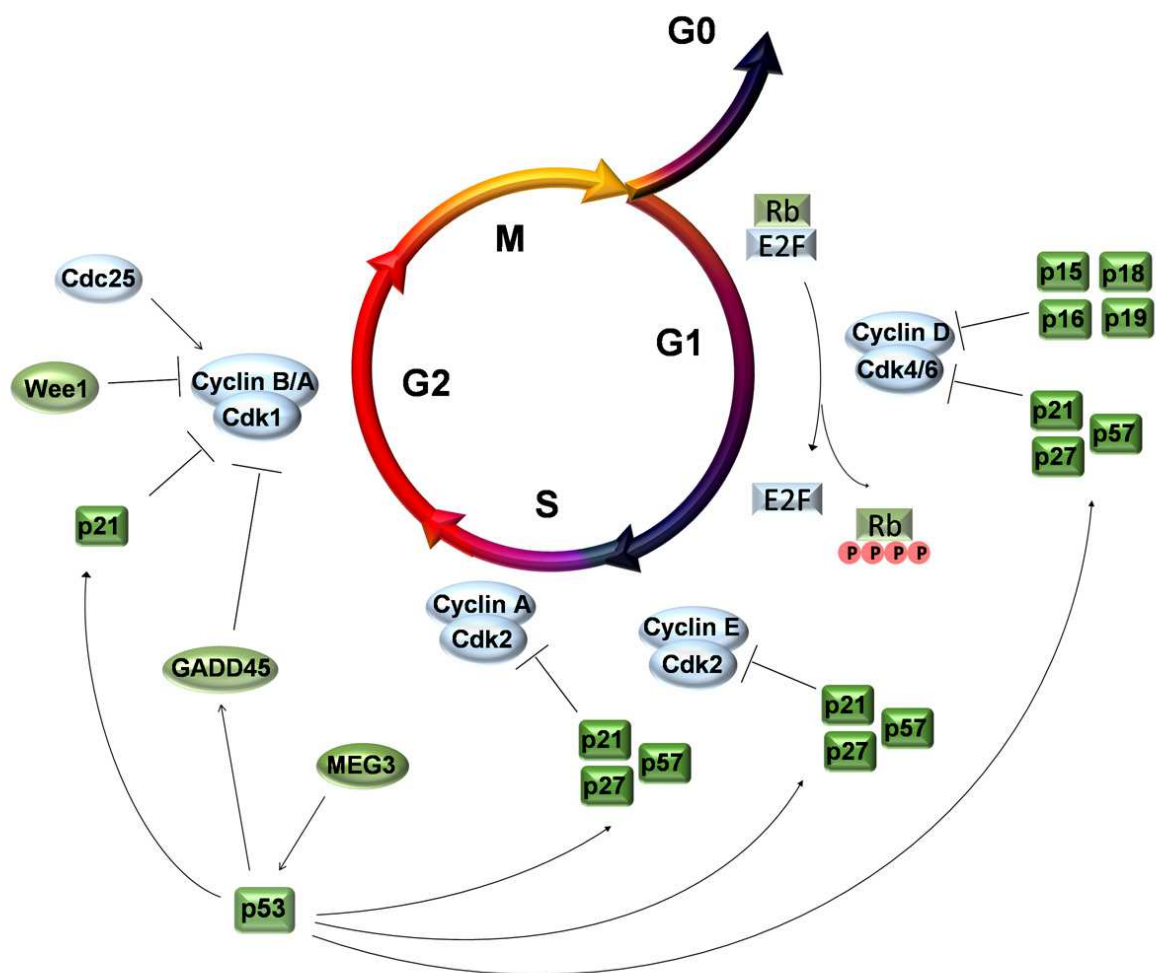 G0
M
Rb
E2F
G1
p15 p18
p16 p19
Cdc25
Cyclin D
Cdk4/6
Wee1
Cyclin B/A
Cdk1
G2
p21
p57
p27
S
p21
E2F
Rb
P P P P
Cyclin A
Cdk2
Cyclin E
Cdk2
GADD45
p21
p57
p27
p21
p57
p27
MEG3
p53